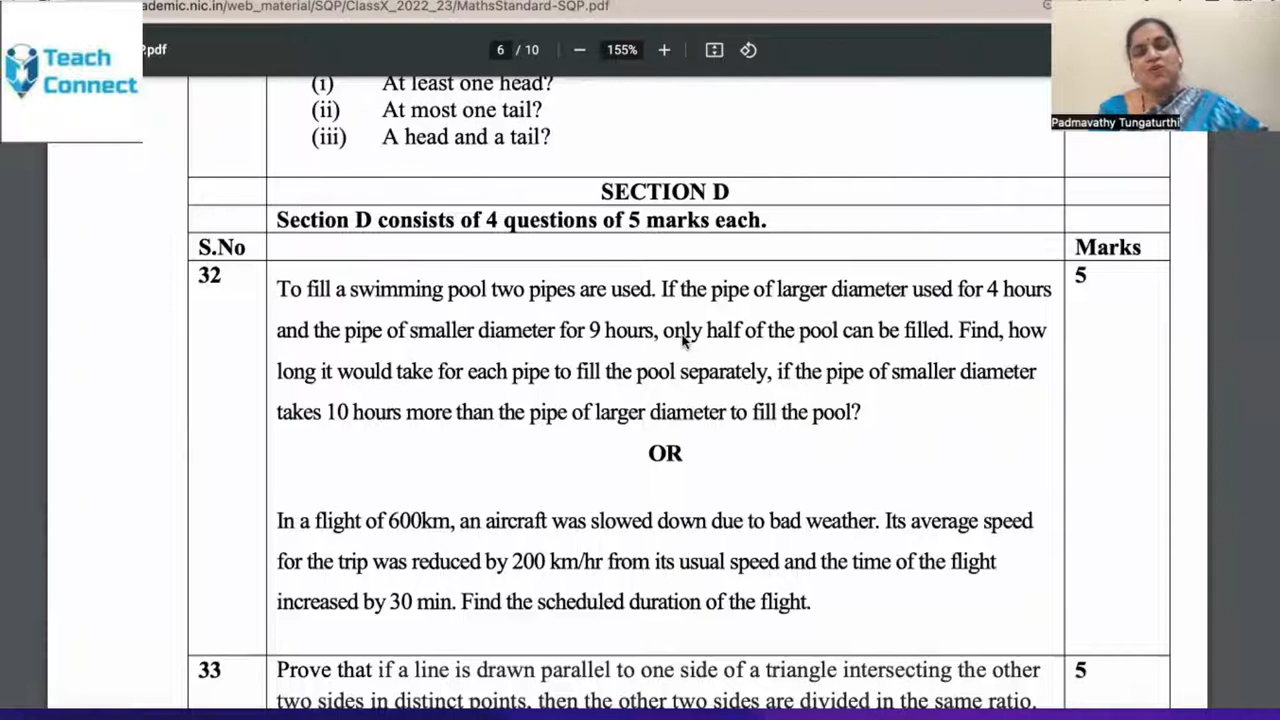 ademic.nic.in/web_material/SQP/ClassX_2022_23/MathsStandard-SQP.pdf
Teach
Connect
.pdf
6 / 10
155%
Padmavathy Tungaturthi
(i) At least one head?
(ii) At most one tail?
(iii) A head and a tail?
SECTION D
Section D consists of 4 questions of 5 marks each.
S.No Marks
32 To fill a swimming pool two pipes are used. If the pipe of larger diameter used for 4 hours 5
and the pipe of smaller diameter for 9 hours, only half of the pool can be filled. Find, how
long it would take for each pipe to fill the pool separately, if the pipe of smaller diameter
takes 10 hours more than the pipe of larger diameter to fill the pool?
OR
In a flight of 600km, an aircraft was slowed down due to bad weather. Its average speed
for the trip was reduced by 200 km/hr from its usual speed and the time of the flight
increased by 30 min. Find the scheduled duration of the flight.
33 Prove that if a line is drawn parallel to one side of a triangle intersecting the other 5
two sides in distinct points, then the other two sides are divided in the same ratio.